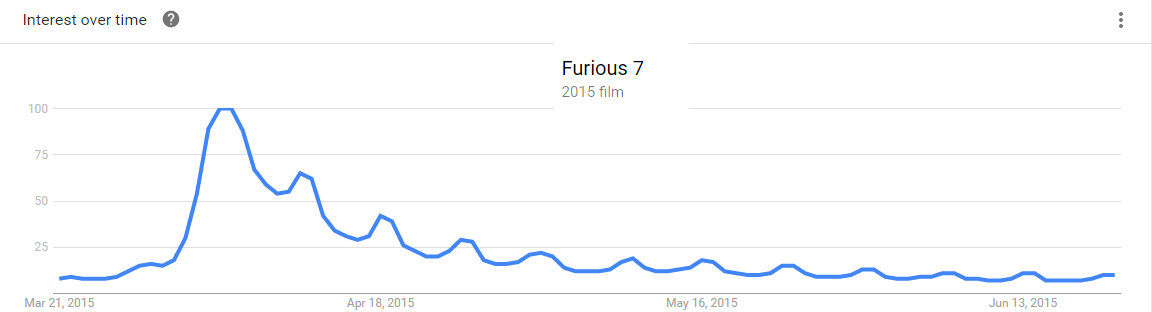 Interest over time ?
Furious 7
2015 film
100
75
50
25
Mar 21, 2015 Apr 18, 2015 May 16, 2015 Jun 13, 2015